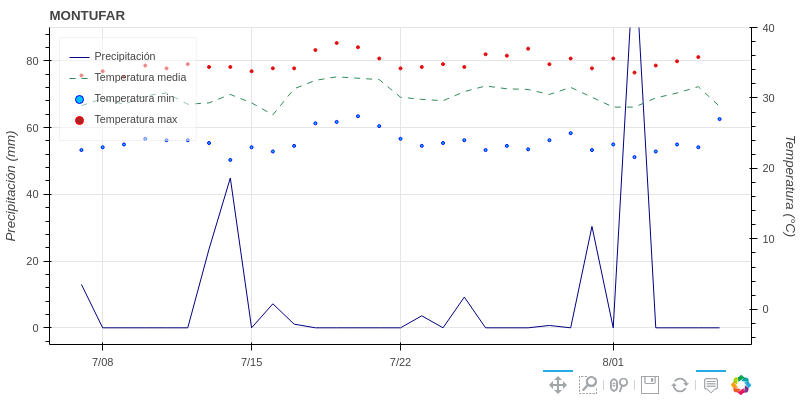 MONTUFAR
Precipitación
Temperatura media
Temperatura min
Temperatura max
Precipitación (mm)
80
60
40
20
0
40
30
20
10
0
Temperatura (°C)
7/08
7/15
7/22
8/01